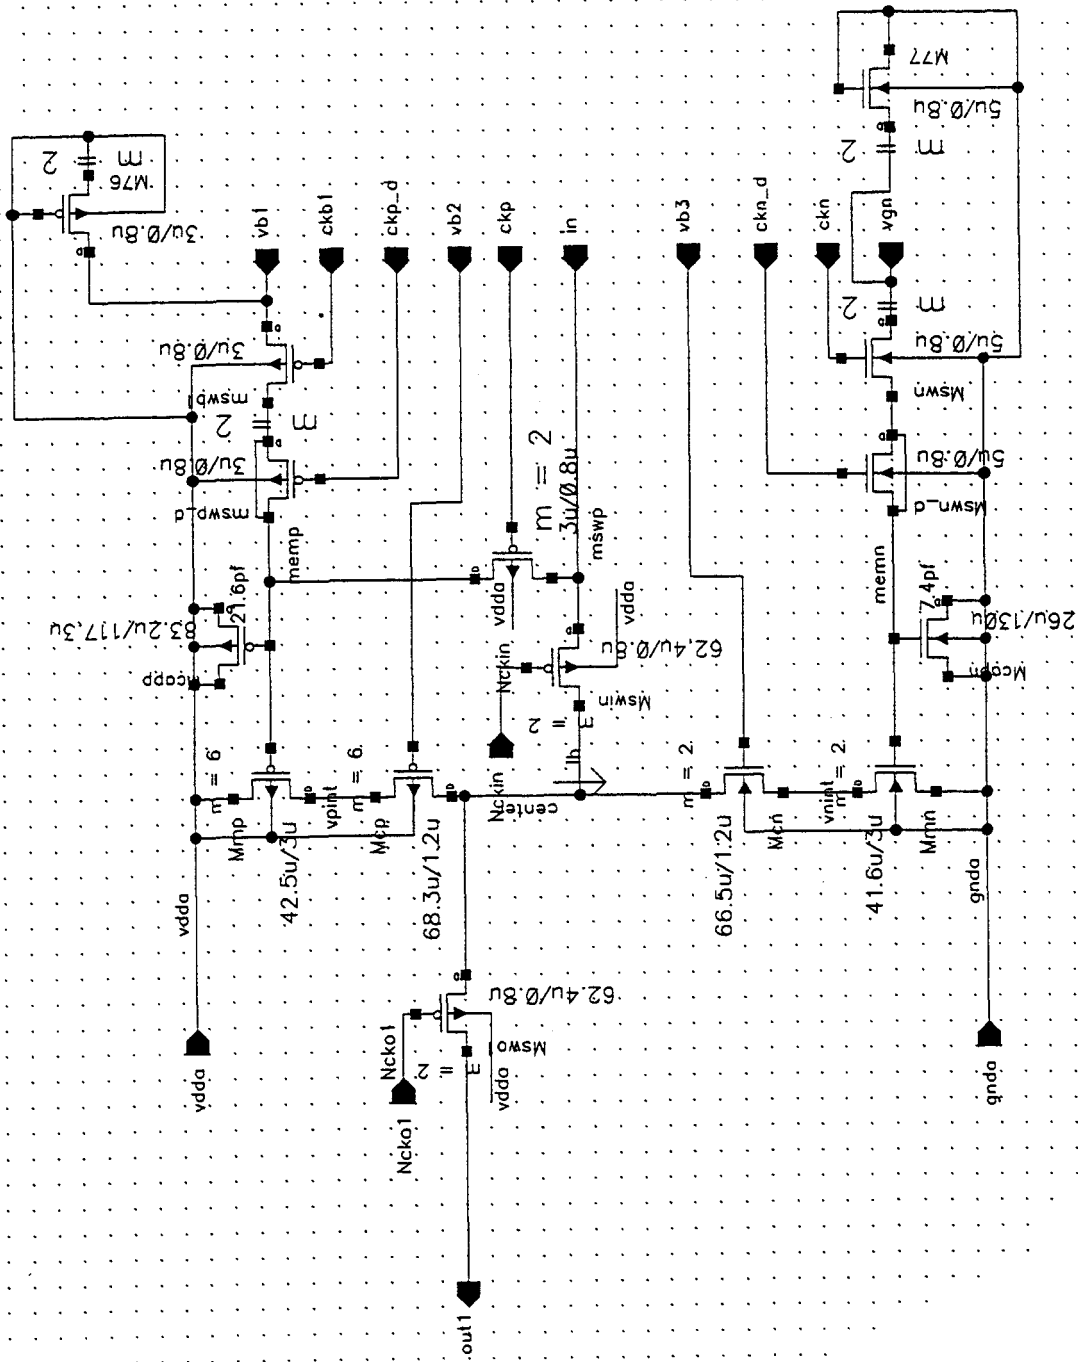 M77
5u/0.8u
m = 2
M76
3u/0.8u
m = 2
vb1
ckb1
ckp_d
vb2
ckp
in
vb3
ckn_d
ckn
vgn
m = 2
5u/0.8u
Mswn
3u/0.8u
mswb
m = 2
3u/0.8u
mswp_d
m = 2
3u/0.8u
mswp
5u/0.8u
Mswn_d
memp
memn
21.6pf
83.2u/117.3u
Mcapp
vdda
vdda
Nckin
62.4u/0.8u
Mswin
m = 2
7.4pf
26u/130u
Mcapn
Nckin
Ih
center
m = 6
Mmp
42.5u/3u
vpint
m = 6
Mcp
68.3u/1.2u
m = 2
Mcn
66.5u/1.2u
vnint
m = 2
Mmn
41.6u/3u
vdda
gnda
62.4u/0.8u
Mswo1
m = 2
vdda
Ncko1
Ncko1
vdda
gnda
out1